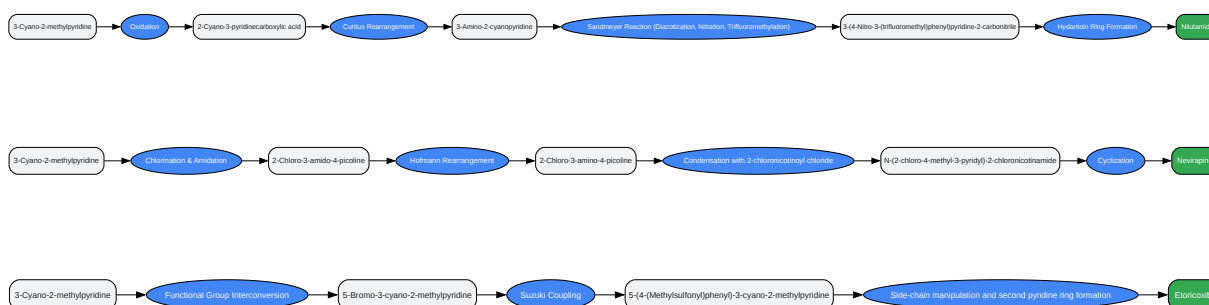 3-Cyano-2-methylpyridine Oxidation 2-Cyano-3-pyridinecarboxylic acid Curtius Rearrangement 3-Amino-2-cyanopyridine Sandmeyer Reaction (Diazotization, Nitration, Trifluoromethylation) 3-(4-Nitro-3-(trifluoromethyl)phenyl)pyridine-2-carbonitrile Hydantoin Ring Formation Nilutamid
3-Cyano-2-methylpyridine Chlorination & Amidation 2-Chloro-3-amido-4-picoline Hofmann Rearrangement 2-Chloro-3-amino-4-picoline Condensation with 2-chloronicotinoyl chloride N-(2-chloro-4-methyl-3-pyridyl)-2-chloronicotinamide Cyclization Nevirapin
3-Cyano-2-methylpyridine Functional Group Interconversion 5-Bromo-3-cyano-2-methylpyridine Suzuki Coupling 5-(4-(Methylsulfonyl)phenyl)-3-cyano-2-methylpyridine Side-chain manipulation and second pyridine ring formation Etoricoxi